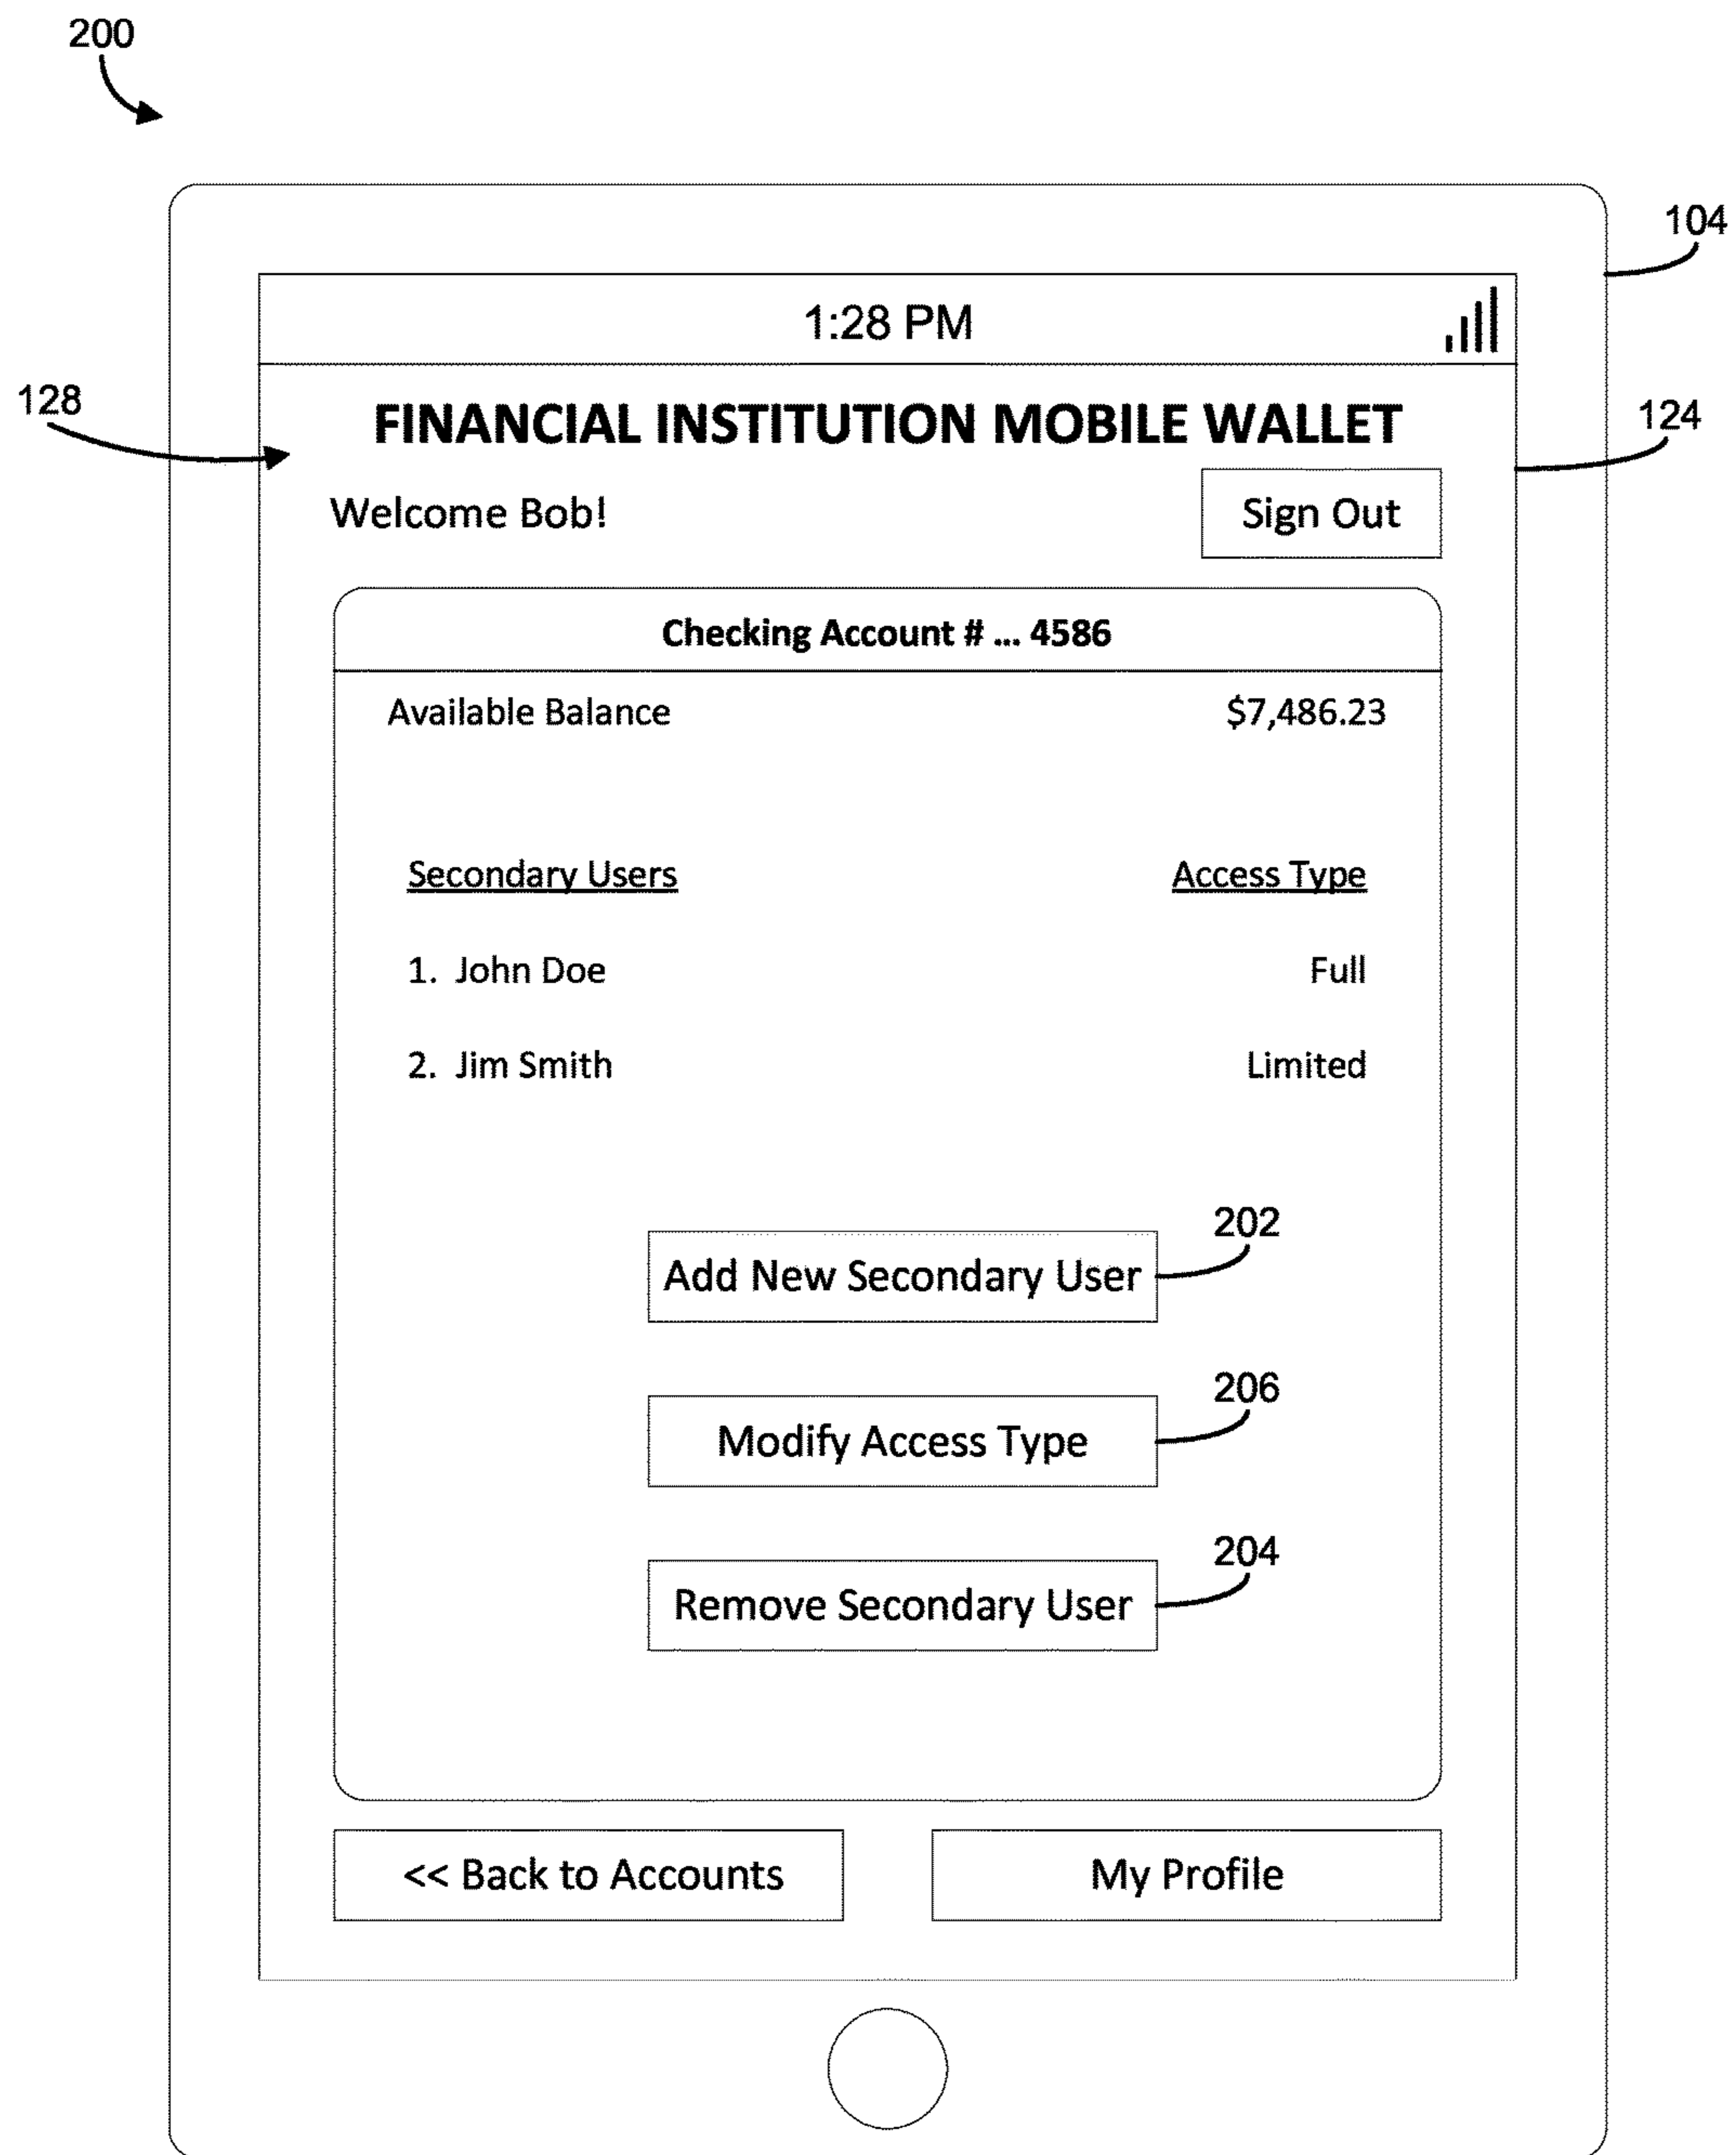 200
104
1:28 PM
128
FINANCIAL INSTITUTION MOBILE WALLET
124
Welcome Bob!
Sign Out
Checking Account # ... 4586
Available Balance $7,486.23
Secondary Users Access Type
1. John Doe Full
2. Jim Smith Limited
202
Add New Secondary User
206
Modify Access Type
204
Remove Secondary User
<< Back to Accounts
My Profile